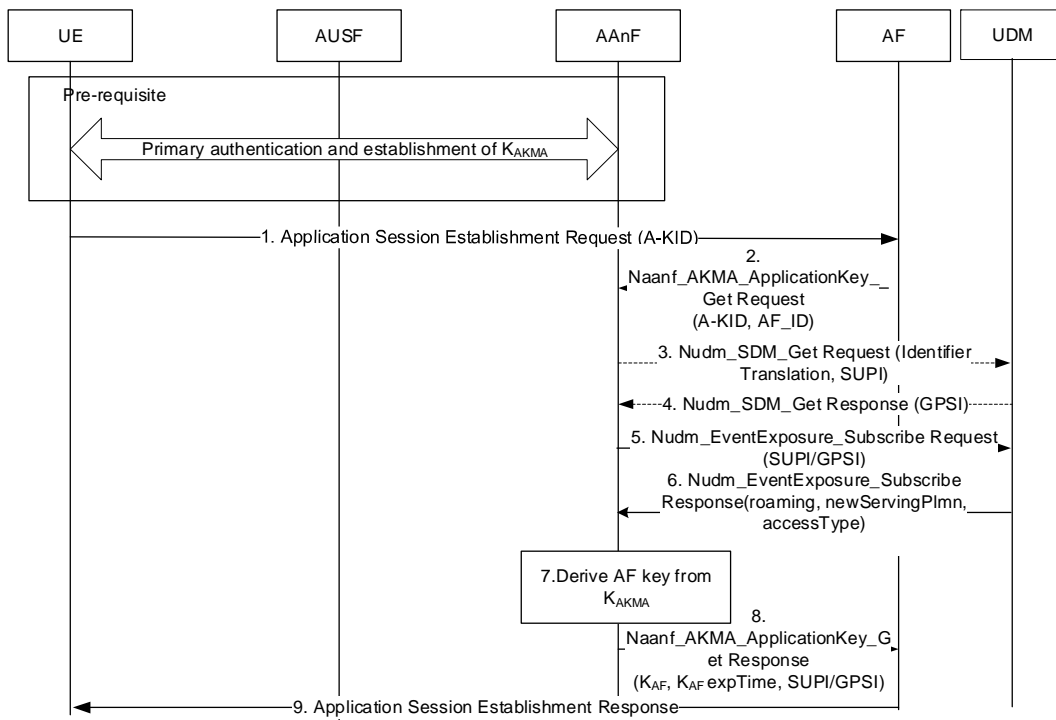 UE
AUSF
AAnF
AF
UDM
Pre-requisite
Primary authentication and establishment of KAKMA
1. Application Session Establishment Request (A-KID)
2.
Naanf_AKMA_ApplicationKey_
Get Request
(A-KID, AF_ID)
3. Nudm_SDM_Get Request (Identifier
Translation, SUPI)
4. Nudm_SDM_Get Response (GPSI)
5. Nudm_EventExposure_Subscribe Request
(SUPI/GPSI)
6. Nudm_EventExposure_Subscribe
Response(roaming, newServingPlmn,
accessType)
7.Derive AF key from
KAKMA
8.
Naanf_AKMA_ApplicationKey_G
et Response
(KAF, KAF expTime, SUPI/GPSI)
9. Application Session Establishment Response